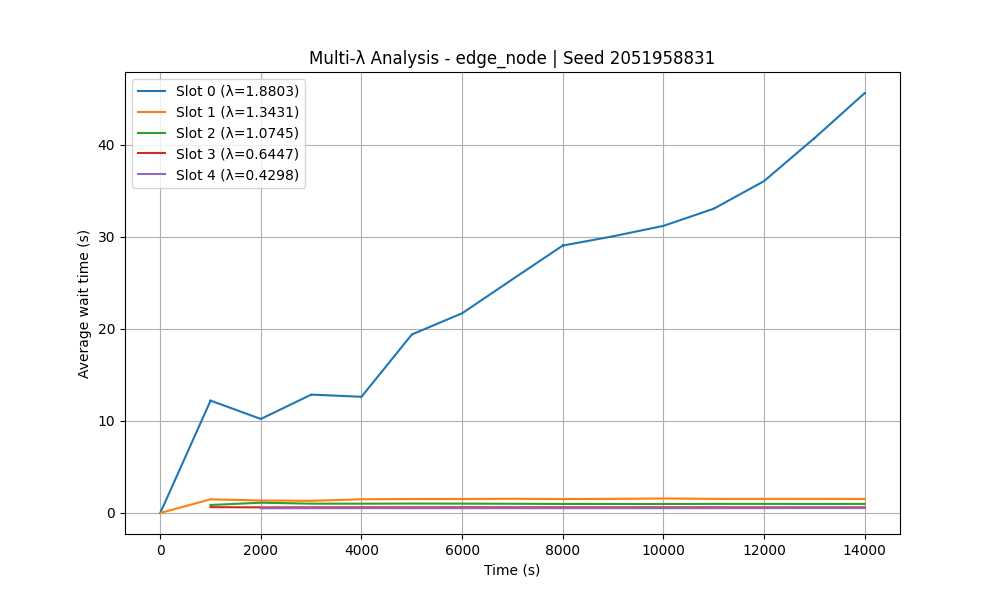 Multi-λ Analysis - edge_node | Seed 2051958831
Slot 0 (λ=1.8803)
Slot 1 (λ=1.3431)
Slot 2 (λ=1.0745)
Slot 3 (λ=0.6447)
Slot 4 (λ=0.4298)
Average wait time (s)
40
30
20
10
0
0 2000 4000 6000 8000 10000 12000 14000
Time (s)